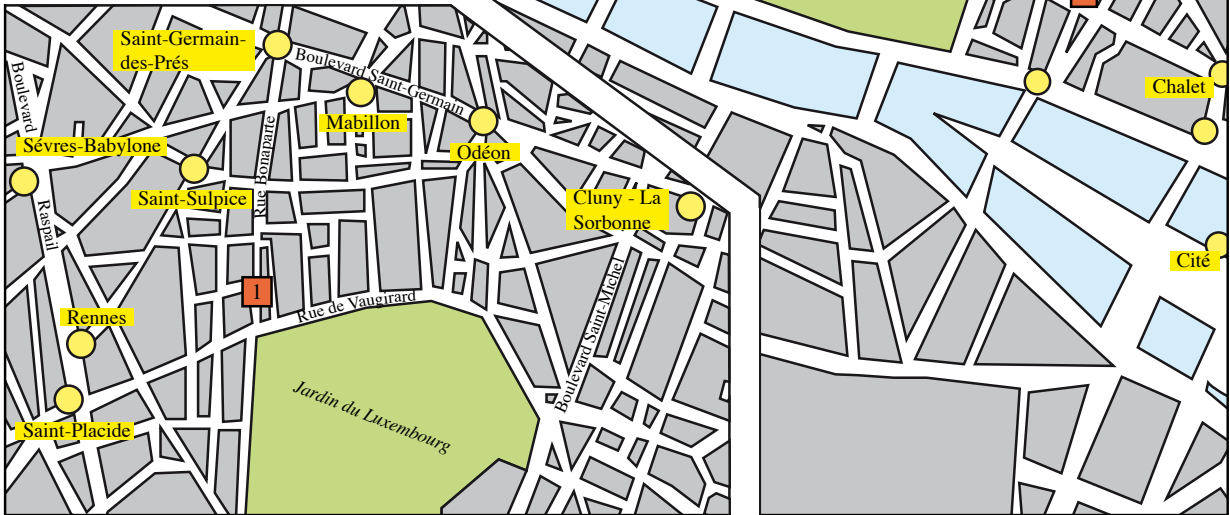 Saint-Germain-
des-Prés
Boulevard Saint-Germain
Boulevard
Mabillon
Chalet
Sévres-Babylone
Odéon
Rue Bonaparte
Saint-Sulpice
Cluny - La
Sorbonne
Raspail
Cité
1
Rue de Vaugirard
Boulevard Saint-Michel
Rennes
Jardin du Luxembourg
Saint-Placide